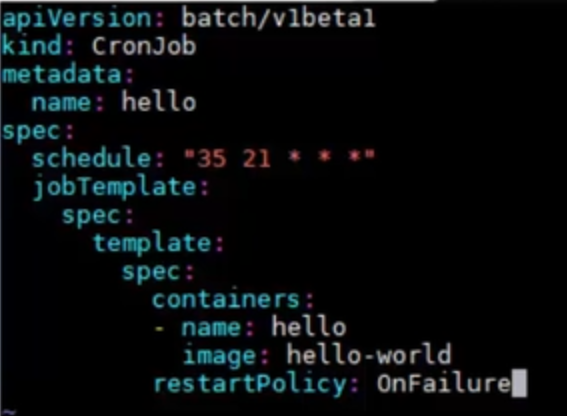 apiVersion: batch/v1beta1
kind: CronJob
metadata:
  name: hello
spec:
  schedule: "35 21 * * *"
  jobTemplate:
    spec:
      template:
        spec:
          containers:
          - name: hello
            image: hello-world
          restartPolicy: OnFailure
~